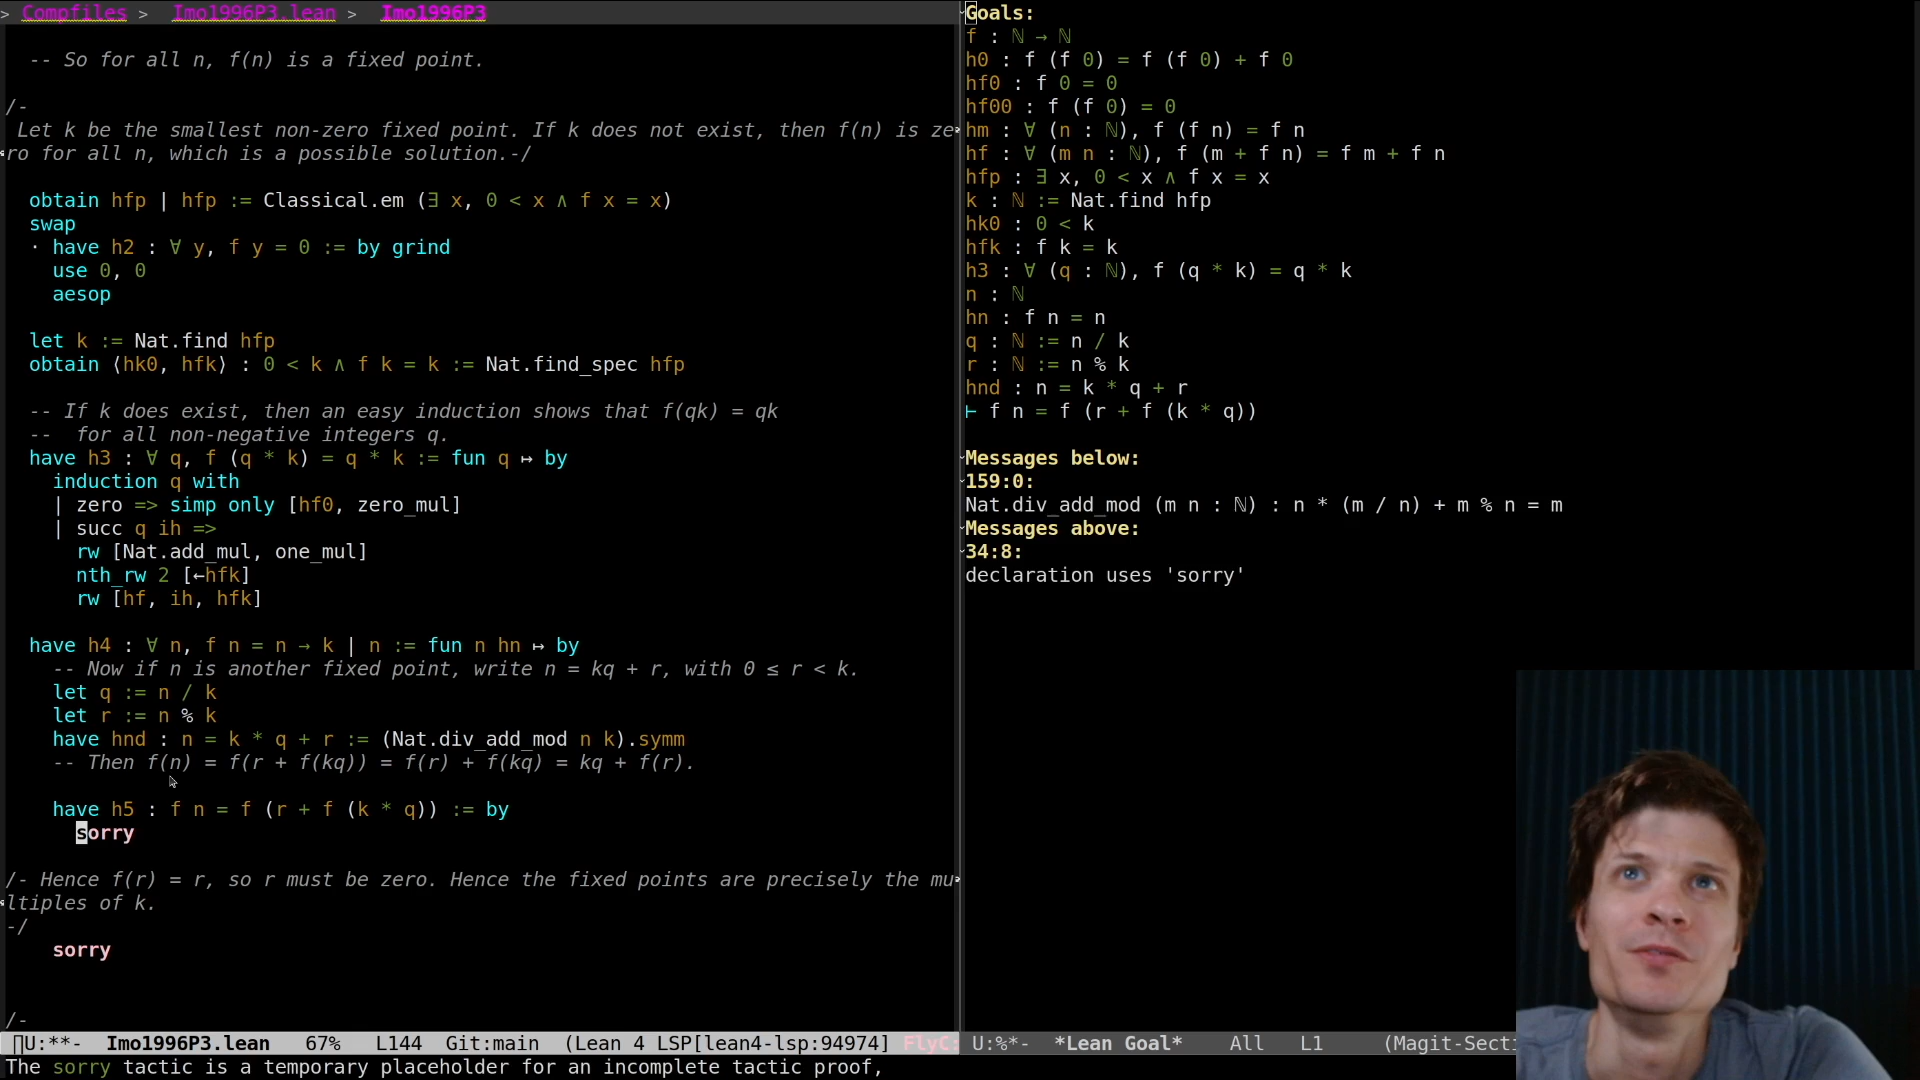 > Compfiles > Imo1996P3.lean > Imo1996P3
-- So for all n, f(n) is a fixed point.
/-
Let k be the smallest non-zero fixed point. If k does not exist, then f(n) is ze
ro for all n, which is a possible solution.-/
obtain hfp | hfp := Classical.em (∃ x, 0 < x ∧ f x = x)
swap
· have h2 : ∀ y, f y = 0 := by grind
use 0, 0
aesop
let k := Nat.find hfp
obtain ⟨hk0, hfk⟩ : 0 < k ∧ f k = k := Nat.find_spec hfp
-- If k does exist, then an easy induction shows that f(qk) = qk
--  for all non-negative integers q.
have h3 : ∀ q, f (q * k) = q * k := fun q ↦ by
induction q with
| zero => simp only [hf0, zero_mul]
| succ q ih =>
rw [Nat.add_mul, one_mul]
nth_rw 2 [←hfk]
rw [hf, ih, hfk]
have h4 : ∀ n, f n = n → k ∣ n := fun n hn ↦ by
-- Now if n is another fixed point, write n = kq + r, with 0 ≤ r < k.
let q := n / k
let r := n % k
have hnd : n = k * q + r := (Nat.div_add_mod n k).symm
-- Then f(n) = f(r + f(kq)) = f(r) + f(kq) = kq + f(r).
have h5 : f n = f (r + f (k * q)) := by
sorry
/- Hence f(r) = r, so r must be zero. Hence the fixed points are precisely the mu
ltiples of k.
-/
sorry
/-
U:**-  Imo1996P3.lean   67%   L144  Git:main  (Lean 4 LSP[lean4-lsp:94974] FlyC:
The sorry tactic is a temporary placeholder for an incomplete tactic proof,
Goals:
f : ℕ → ℕ
h0 : f (f 0) = f (f 0) + f 0
hf0 : f 0 = 0
hf00 : f (f 0) = 0
hm : ∀ (n : ℕ), f (f n) = f n
hf : ∀ (m n : ℕ), f (m + f n) = f m + f n
hfp : ∃ x, 0 < x ∧ f x = x
k : ℕ := Nat.find hfp
hk0 : 0 < k
hfk : f k = k
h3 : ∀ (q : ℕ), f (q * k) = q * k
n : ℕ
hn : f n = n
q : ℕ := n / k
r : ℕ := n % k
hnd : n = k * q + r
⊢ f n = f (r + f (k * q))
Messages below:
159:0:
Nat.div_add_mod (m n : ℕ) : n * (m / n) + m % n = m
Messages above:
34:8:
declaration uses 'sorry'
U:%*-  *Lean Goal*   All   L1   (Magit-Secti